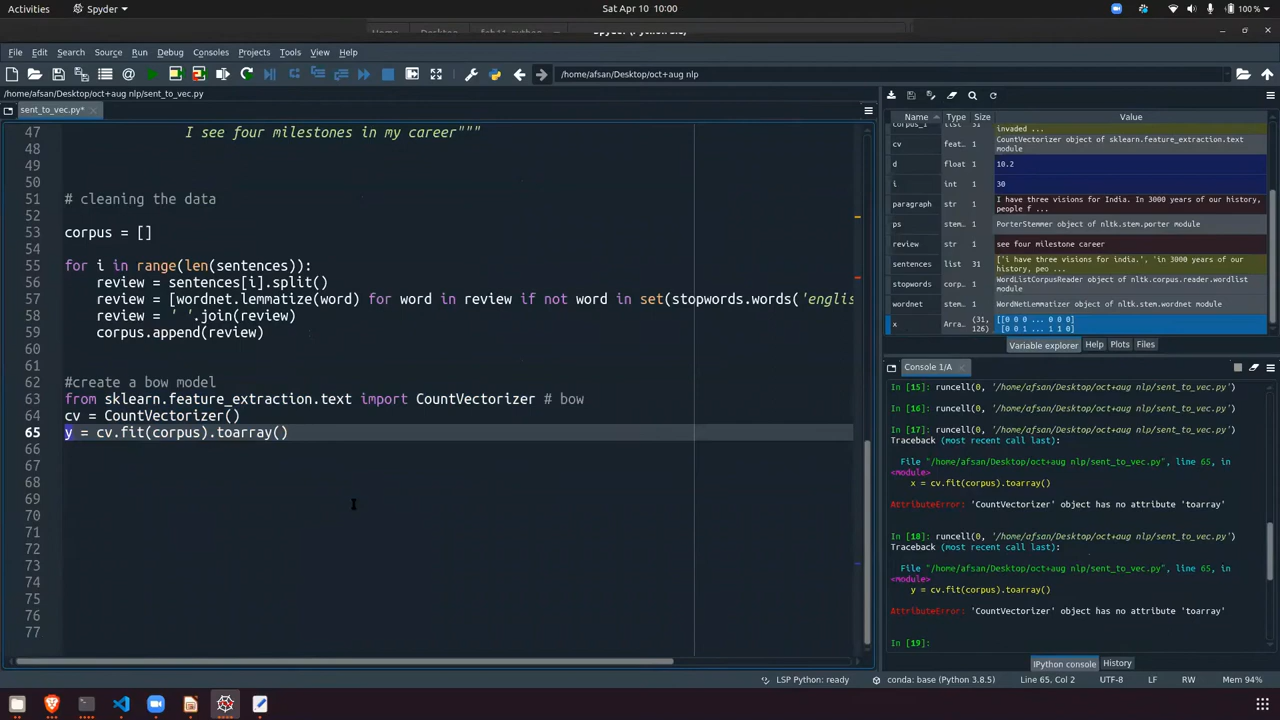 Activities
Spyder
Sat Apr 10 10:00
100 %
File Edit Search Source Run Debug Consoles Projects Tools View Help
/home/afsan/Desktop/oct+aug nlp
/home/afsan/Desktop/oct+aug nlp/sent_to_vec.py
sent_to_vec.py*
47 I see four milestones in my career"""
48
49
50
51 # cleaning the data
52
53 corpus = []
54
55 for i in range(len(sentences)):
56 review = sentences[i].split()
57 review = [wordnet.lemmatize(word) for word in review if not word in set(stopwords.words('englis
58 review = ' '.join(review)
59 corpus.append(review)
60
61
62 #create a bow model
63 from sklearn.feature_extraction.text import CountVectorizer # bow
64 cv = CountVectorizer()
65 y = cv.fit(corpus).toarray()
66
67
68
69
70
71
72
73
74
75
76
77
Name Type Size Value
corpus_1 list 31 invaded ...
cv feat... 1 CountVectorizer object of sklearn.feature_extraction.text
module
d float 1 10.2
i int 1 30
paragraph str 1 I have three visions for India. In 3000 years of our history,
people f ...
ps stem... 1 PorterStemmer object of nltk.stem.porter module
review str 1 see four milestone career
sentences list 31 ['i have three visions for india.', 'in 3000 years of our
history, peo ...
stopwords corp... 1 WordListCorpusReader object of nltk.corpus.reader.wordlist
module
wordnet stem... 1 WordNetLemmatizer object of nltk.stem.wordnet module
x Arra... (31, 126) [[0 0 0 ... 0 0 0]
[0 0 1 ... 1 1 0]
Variable explorer Help Plots Files
Console 1/A
In [15]: runcell(0, '/home/afsan/Desktop/oct+aug nlp/sent_to_vec.py')
In [16]: runcell(0, '/home/afsan/Desktop/oct+aug nlp/sent_to_vec.py')
In [17]: runcell(0, '/home/afsan/Desktop/oct+aug nlp/sent_to_vec.py')
Traceback (most recent call last):
File "/home/afsan/Desktop/oct+aug nlp/sent_to_vec.py", line 65, in
<module>
x = cv.fit(corpus).toarray()
AttributeError: 'CountVectorizer' object has no attribute 'toarray'
In [18]: runcell(0, '/home/afsan/Desktop/oct+aug nlp/sent_to_vec.py')
Traceback (most recent call last):
File "/home/afsan/Desktop/oct+aug nlp/sent_to_vec.py", line 65, in
<module>
y = cv.fit(corpus).toarray()
AttributeError: 'CountVectorizer' object has no attribute 'toarray'
In [19]:
IPython console History
LSP Python: ready conda: base (Python 3.8.5) Line 65, Col 2 UTF-8 LF RW Mem 94%